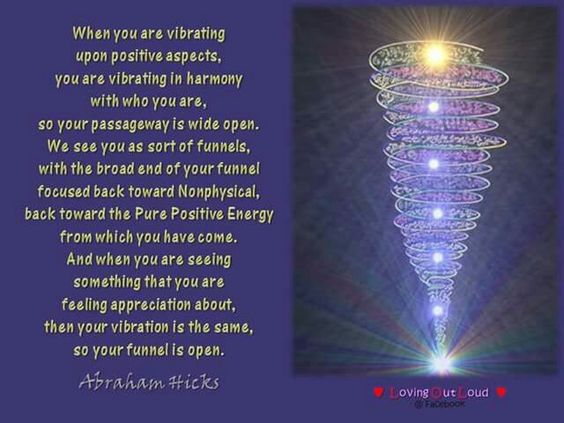 When you are vibrating
upon positive aspects,
you are vibrating in harmony
with who you are,
so your passageway is wide open.
We see you as sort of funnels,
with the broad end of your funnel
focused back toward Nonphysical,
back toward the Pure Positive Energy
from which you have come.
And when you are seeing
something that you are
feeling appreciation about,
then your vibration is the same,
so your funnel is open.
Abraham Hicks
♥ Loving Out Loud ♥
@ Facebook